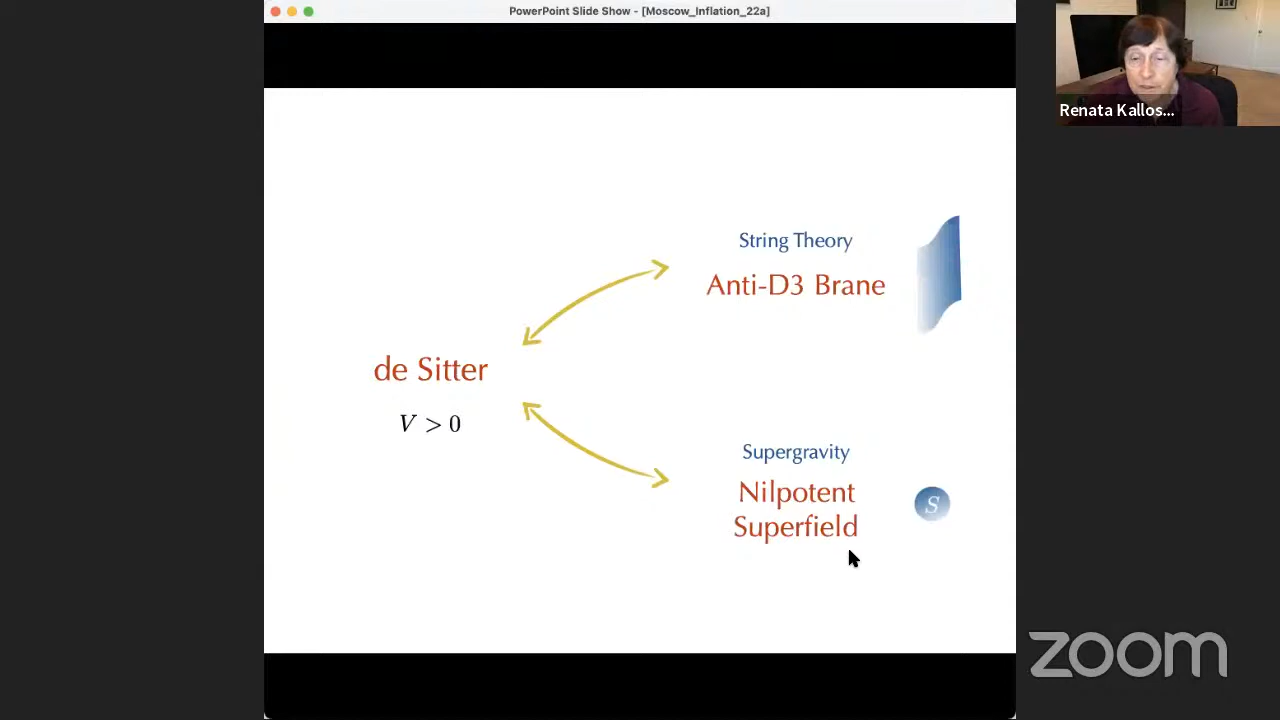 PowerPoint Slide Show - [Moscow_Inflation_22a]
Renata Kallos...
String Theory
Anti-D3 Brane
de Sitter
V > 0
Supergravity
Nilpotent
Superfield
S
zoom